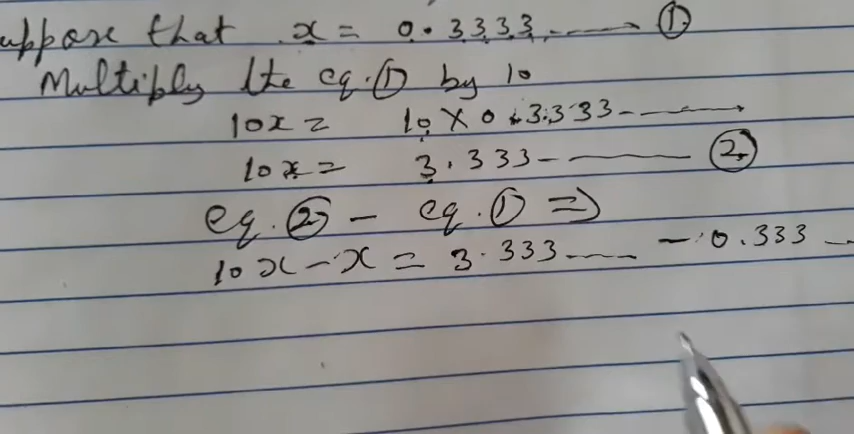 uppose that x = 0.3333.------- ①
Multiply the eq.① by 10
10x = 10 X 0.3333-------
10x = 3.333-------- ②
eq.② - eq.① =>
10x - x = 3.333...... - 0.333 --